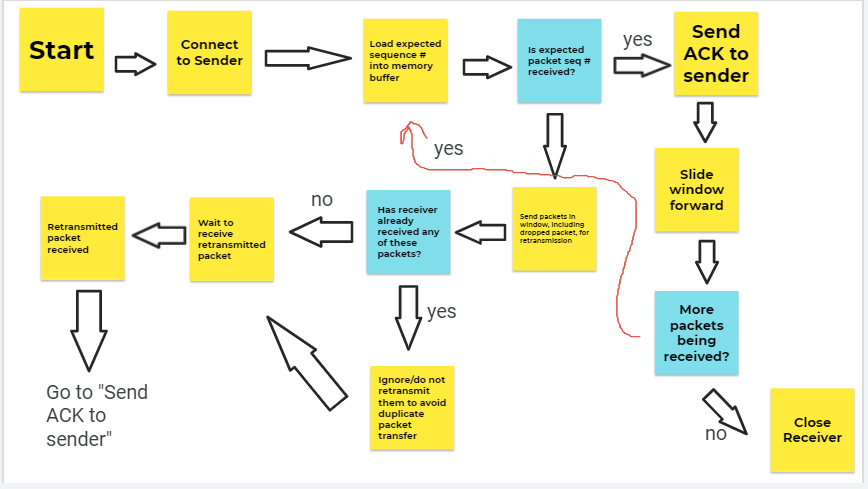 Start
Connect
to Sender
Load expected
sequence #
into memory
buffer
Is expected
packet seq #
received?
yes
Send
ACK to
sender
yes
Slide
window
forward
Retransmitted
packet
received
Wait to
receive
retransmitted
packet
no
Has receiver
already
received any
of these
packets?
Send packets in
window, including
dropped packet, for
retransmission
More
packets
being
received?
yes
Go to "Send
ACK to
sender"
Ignore/do not
retransmit
them to avoid
duplicate
packet
transfer
no
Close
Receiver